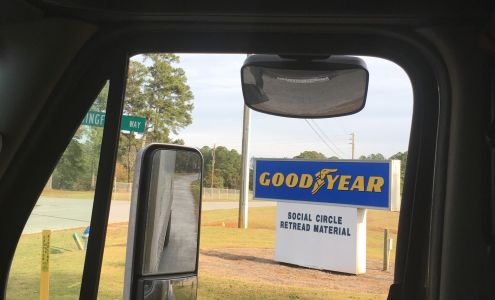 WAY
GOODYEAR
SOCIAL CIRCLE
RETREAD MATERIAL